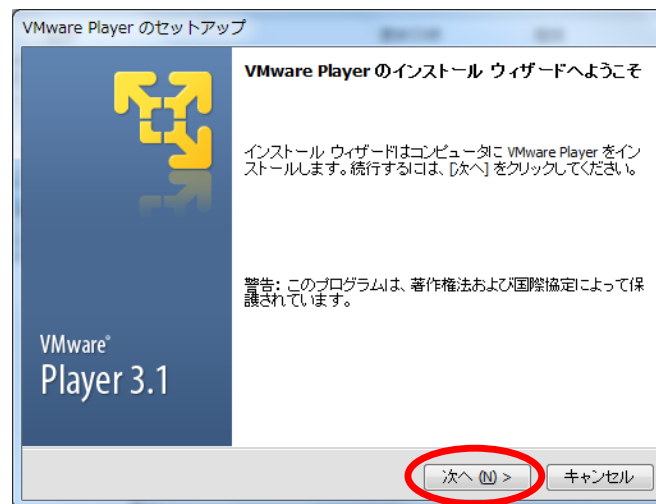 VMware Player のセットアップ
VMware Player のインストール ウィザードへようこそ
インストール ウィザードはコンピュータに VMware Player をイン
ストールします。続行するには、[次へ] をクリックしてください。
警告: このプログラムは、著作権法および国際協定によって保
護されています。
VMware®
Player 3.1
次へ (N) >
キャンセル